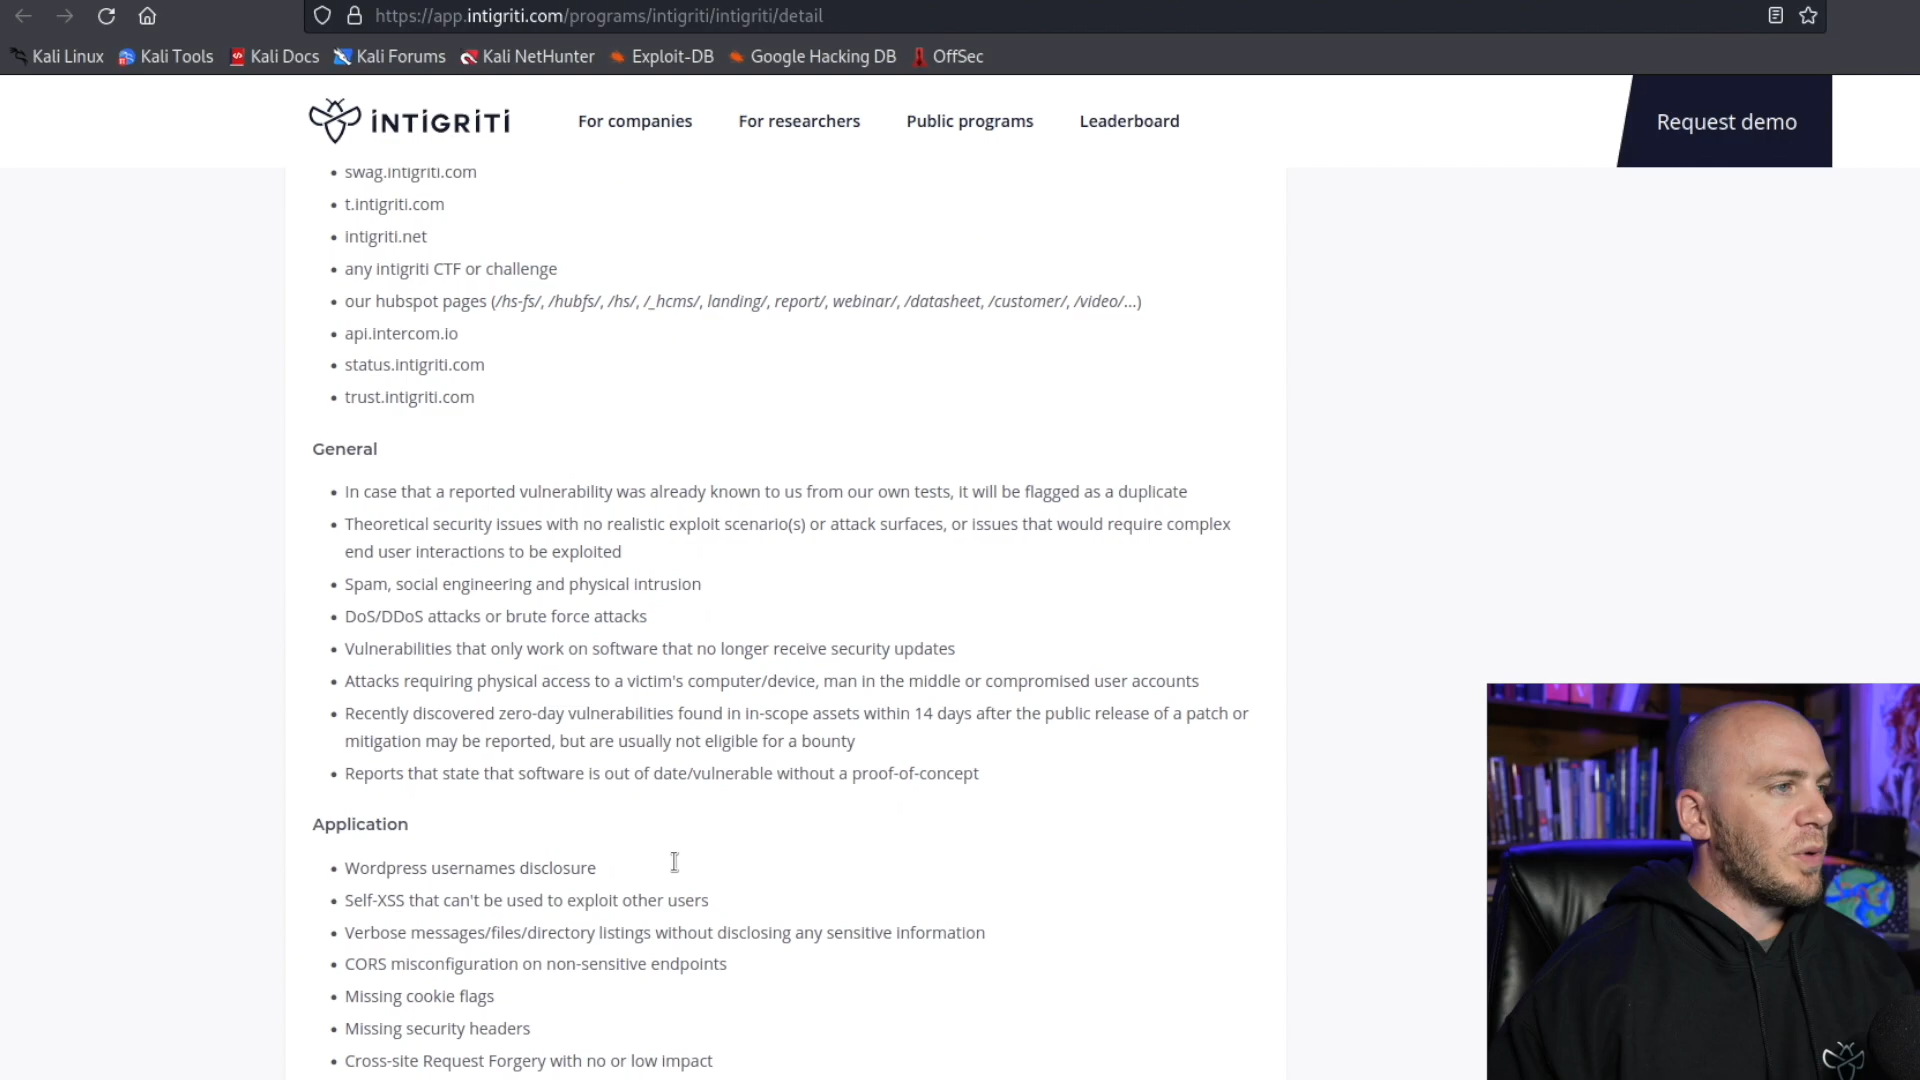 https://app.intigriti.com/programs/intigriti/intigriti/detail
Kali Linux Kali Tools Kali Docs Kali Forums Kali NetHunter Exploit-DB Google Hacking DB OffSec
INTIGRITI For companies For researchers Public programs Leaderboard Request demo
swag.intigriti.com
t.intigriti.com
intigriti.net
any intigriti CTF or challenge
our hubspot pages (/hs-fs/, /hubfs/, /hs/, /_hcms/, landing/, report/, webinar/, /datasheet, /customer/, /video/...)
api.intercom.io
status.intigriti.com
trust.intigriti.com
General
In case that a reported vulnerability was already known to us from our own tests, it will be flagged as a duplicate
Theoretical security issues with no realistic exploit scenario(s) or attack surfaces, or issues that would require complex
end user interactions to be exploited
Spam, social engineering and physical intrusion
DoS/DDoS attacks or brute force attacks
Vulnerabilities that only work on software that no longer receive security updates
Attacks requiring physical access to a victim's computer/device, man in the middle or compromised user accounts
Recently discovered zero-day vulnerabilities found in in-scope assets within 14 days after the public release of a patch or
mitigation may be reported, but are usually not eligible for a bounty
Reports that state that software is out of date/vulnerable without a proof-of-concept
Application
Wordpress usernames disclosure
Self-XSS that can't be used to exploit other users
Verbose messages/files/directory listings without disclosing any sensitive information
CORS misconfiguration on non-sensitive endpoints
Missing cookie flags
Missing security headers
Cross-site Request Forgery with no or low impact